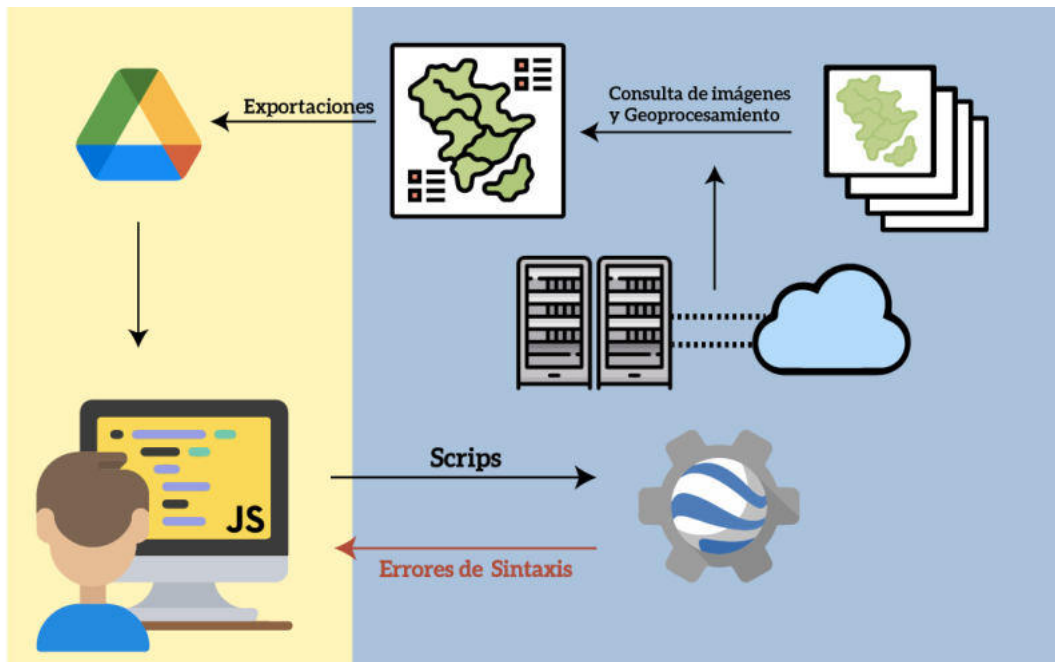 Exportaciones
Consulta de imágenes
y Geoprocesamiento
JS
Scrips
Errores de Sintaxis